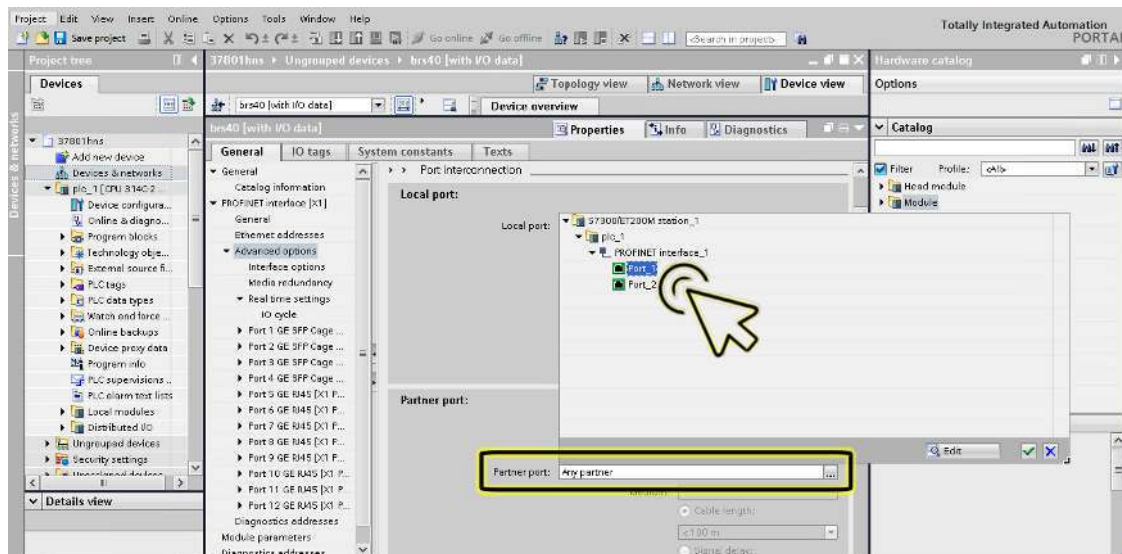 Project Edit View Insert Online Options Tools Window Help
Totally Integrated Automation
PORTAL
Save project Go online Go offline <Search in project>
Project tree
37801hns Ungrouped devices brs40 [with I/O data]
Hardware catalog
Devices
Topology view Network view Device view
Options
brs40 [with I/O data]
Device overview
Devices & networks
brs40 [with I/O data]
Properties Info Diagnostics
Catalog
General IO tags System constants Texts
Filter Profile: <All>
Head module
Module
37801hns
Add new device
Devices & networks
plc_1 [CPU 314C-2 ...
Device configura...
Online & diagno...
Program blocks
Technology obje...
External source fi...
PLC tags
PLC data types
Watch and force ...
Online backups
Device proxy data
Program info
PLC supervisions ..
PLC alarm text lists
Local modules
Distributed I/O
Ungrouped devices
Security settings
Details view
General
Catalog information
PROFINET interface [X1]
General
Ethernet addresses
Advanced options
Interface options
Media redundancy
Real time settings
IO cycle
Port 1 GE SFP Cage ...
Port 2 GE SFP Cage ...
Port 3 GE SFP Cage ...
Port 4 GE SFP Cage ...
Port 5 GE RJ45 [X1 P...
Port 6 GE RJ45 [X1 P...
Port 7 GE RJ45 [X1 P...
Port 8 GE RJ45 [X1 P...
Port 9 GE RJ45 [X1 P...
Port 10 GE RJ45 [X1 P...
Port 11 GE RJ45 [X1 P...
Port 12 GE RJ45 [X1 P...
Diagnostics addresses
Module parameters
Diagnostics addresses
Port interconnection
Local port:
Local port:
S7300/ET200M station_1
plc_1
PROFINET interface_1
Port_1
Port_2
Edit
Partner port:
Partner port: Any partner ...
Cable length:
<100 m
Signal delay: